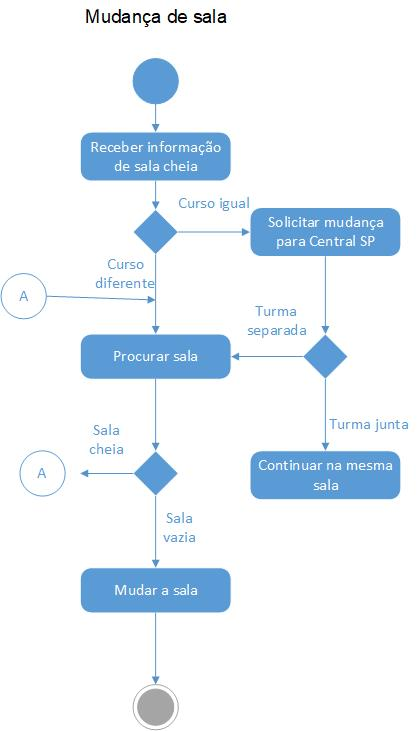 Mudança de sala
Receber informação
de sala cheia
Curso igual
Solicitar mudança
para Central SP
Curso
diferente
A
Turma
separada
Procurar sala
Turma junta
Sala
cheia
A
Continuar na mesma
sala
Sala
vazia
Mudar a sala